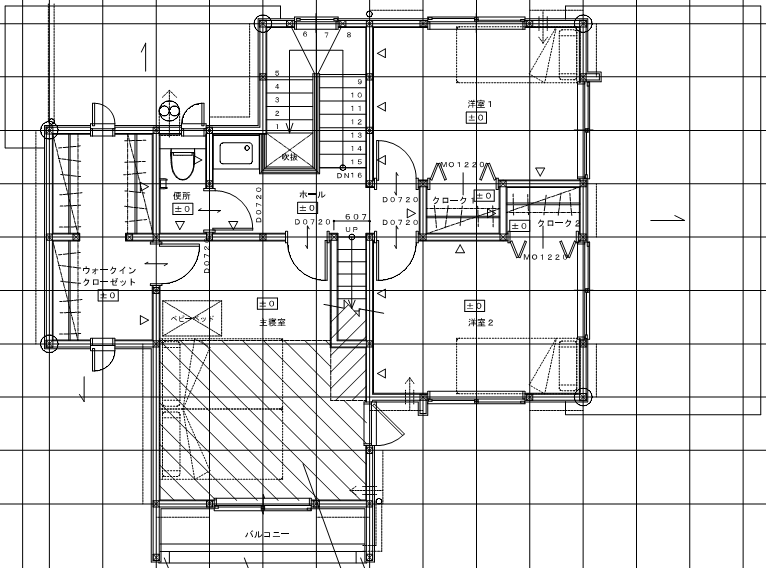 6 7 8
5
4
3
2
1
9
10
11
12
13
14
15
DN16
吹抜
洋室1
±0
MO1220
便所
±0
D0720
ホール
±0
D0720
607
UP
D0720
D0720
クローク1
±0
±0
クローク2
MO1220
D072
ウォークイン
クローゼット
±0
ベビーベッド
±0
主寝室
±0
洋室2
バルコニー